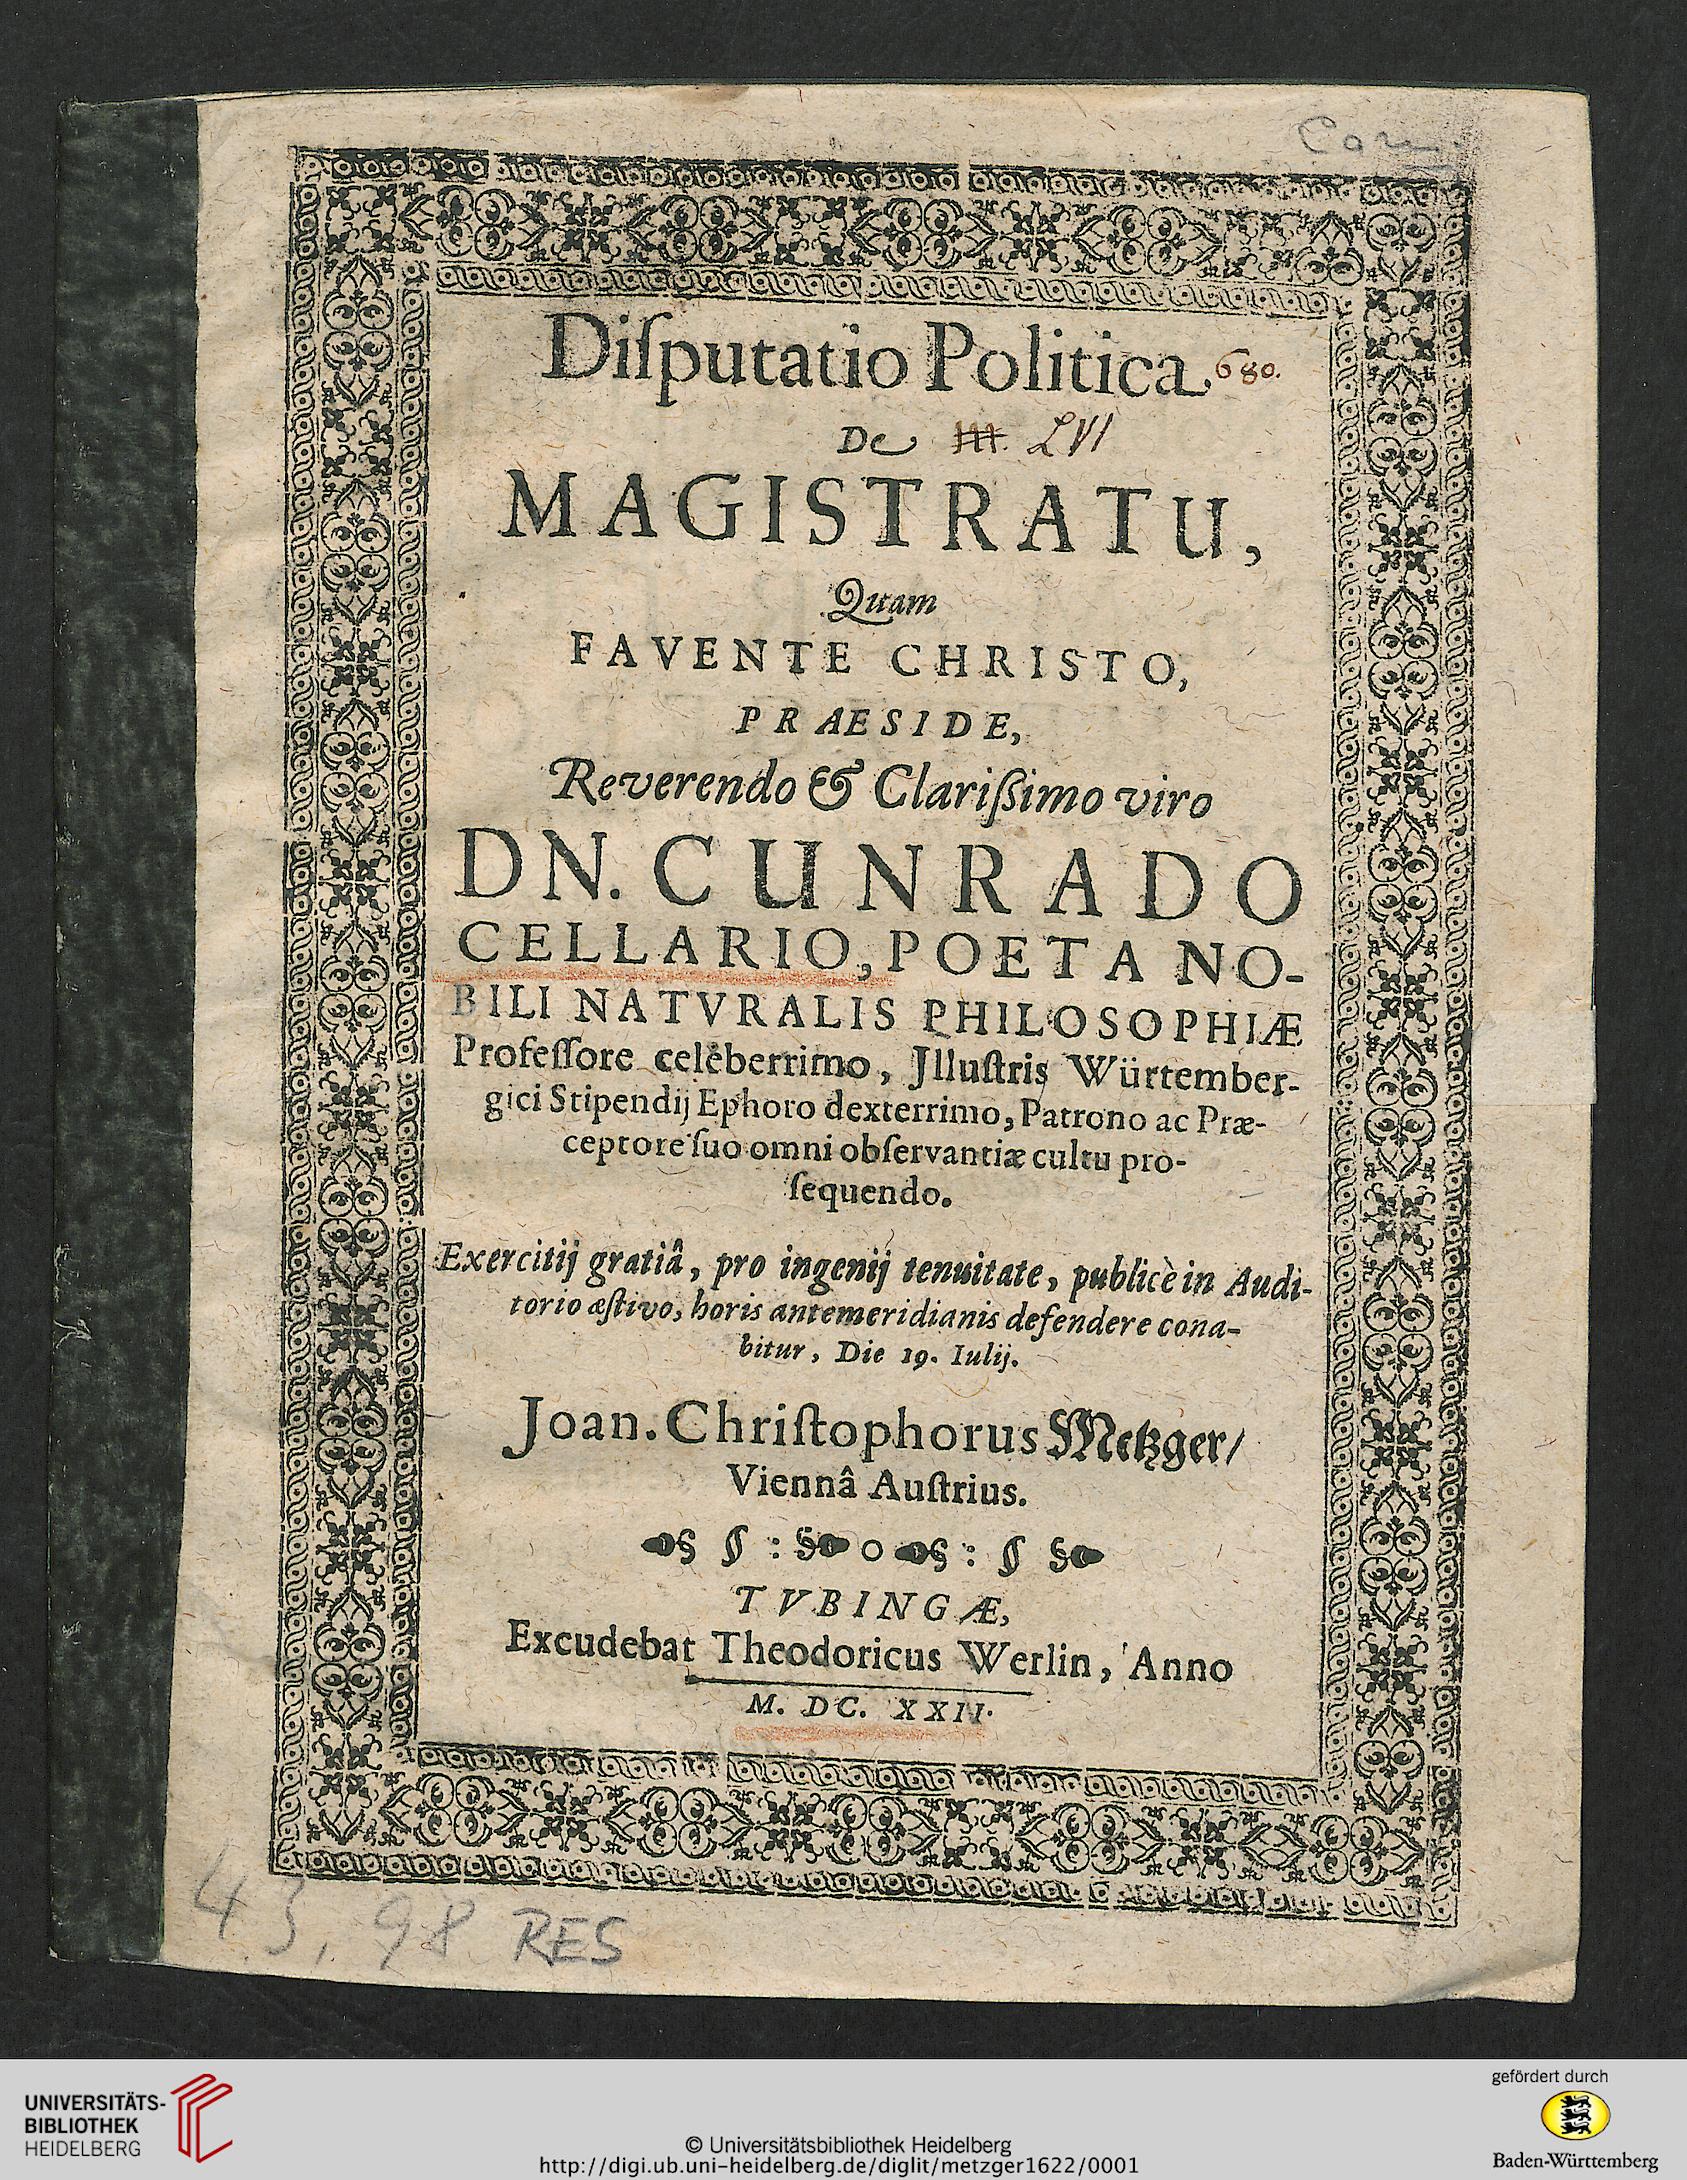 Com.
Diſputatio Politica 680.
De LVI
MAGISTRATU,
Quam
FAVENTE CHRISTO,
PRAESIDE,
Reverendo & Clariſſimo viro
DN. CUNRADO
CELLARIO, POETA NO-
BILI NATVRALIS PHILOSOPHIÆ
Profeſſore celeberrimo, Jlluſtris Würtember-
gici Stipendij Ephoro dexterrimo, Patrono ac Præ-
ceptore ſuo omni obſervantiæ cultu pro-
ſequendo.
Exercitij gratiâ, pro ingenij tenuitate, publicè in Audi-
torio æſtivo, horis antemeridianis defendere cona-
bitur, Die 19. Iulij.
Joan. Chriſtophorus Metzger/
Viennâ Auſtrius.
TVBINGÆ,
Excudebat Theodoricus Werlin, Anno
M. DC. XXII.
43, 98 RES
UNIVERSITÄTS-
BIBLIOTHEK
HEIDELBERG
© Universitätsbibliothek Heidelberg
http://digi.ub.uni-heidelberg.de/diglit/metzger1622/0001
gefördert durch
Baden-Württemberg